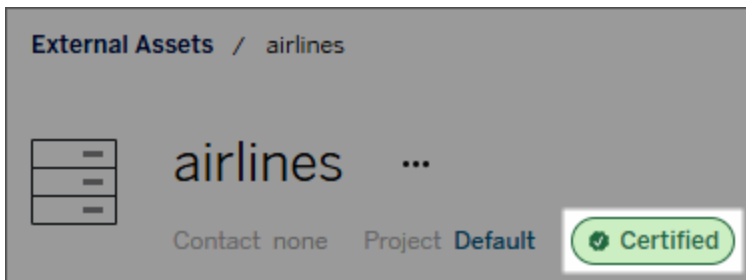 External Assets / airlines
airlines ...
Contact none Project Default Certified